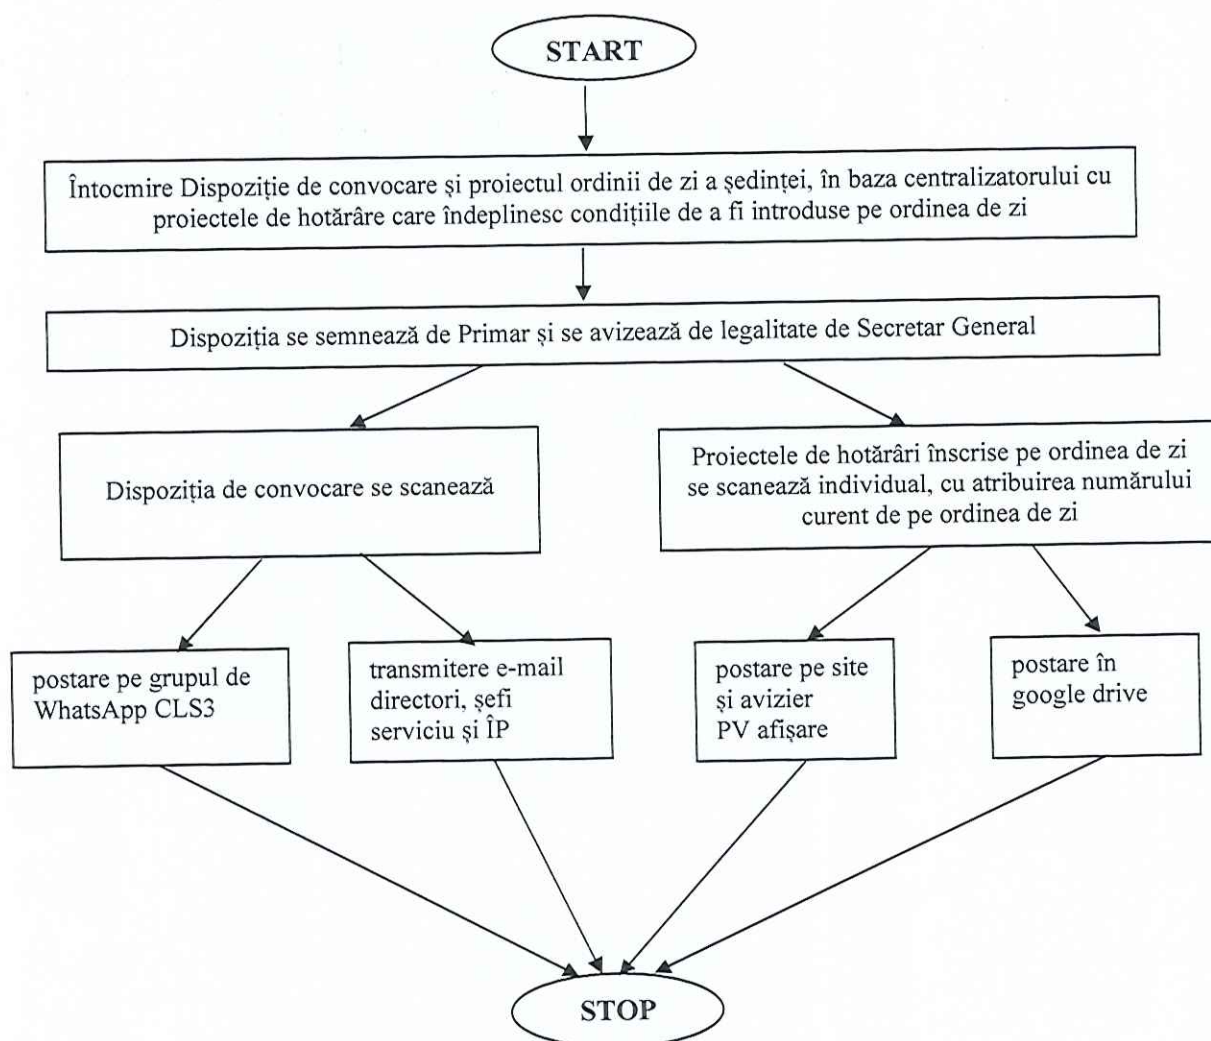 START
Întocmire Dispoziție de convocare și proiectul ordinii de zi a ședinței, în baza centralizatorului cu
proiectele de hotărâre care îndeplinesc condițiile de a fi introduse pe ordinea de zi
Dispoziția se semnează de Primar și se avizează de legalitate de Secretar General
Dispoziția de convocare se scanează
Proiectele de hotărâri înscrise pe ordinea de zi
se scanează individual, cu atribuirea numărului
curent de pe ordinea de zi
postare pe grupul de
WhatsApp CLS3
transmitere e-mail
directori, șefi
serviciu și ÎP
postare pe site
și avizier
PV afișare
postare în
google drive
STOP